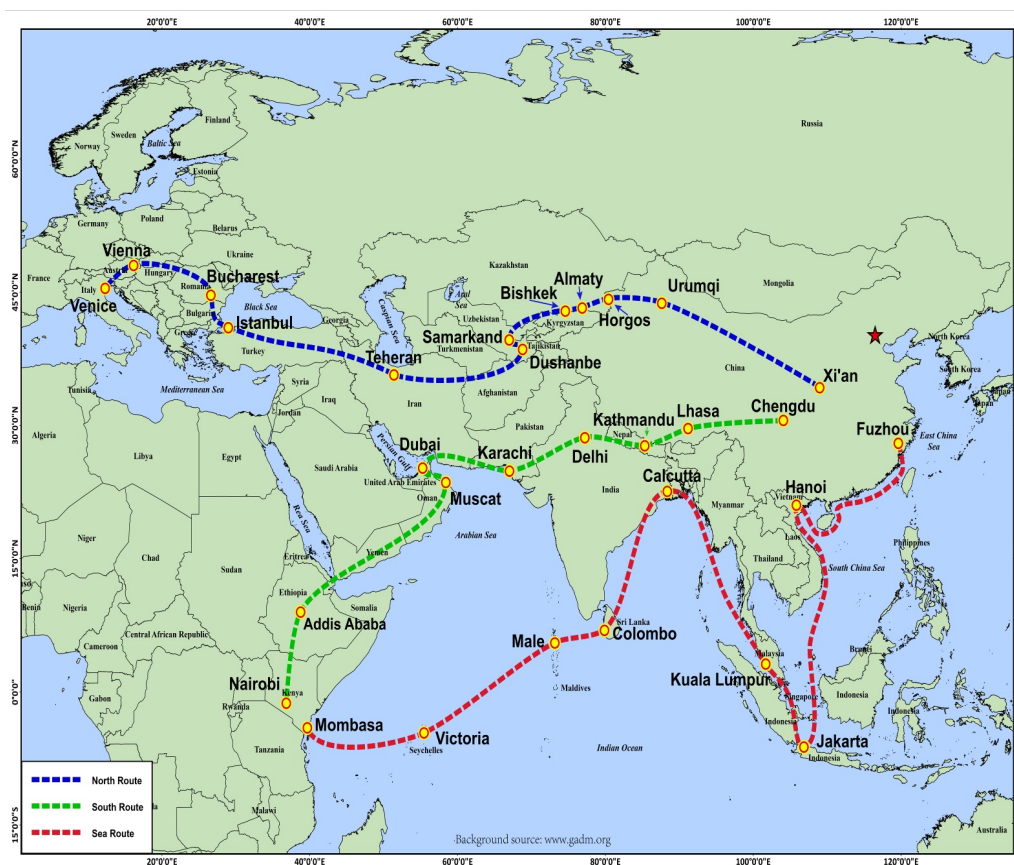 20°0'0"E 40°0'0"E 60°0'0"E 80°0'0"E 100°0'0"E 120°0'0"E
60°0'0"N
45°0'0"N
30°0'0"N
15°0'0"N
0°0'0"
15°0'0"S
Finland
Sweden
Norway
Baltic Sea
Estonia
Russia
Germany
Poland
Belarus
Ukraine
Vienna
Austria
Hungary
France
Italy
Venice
Romania
Bucharest
Bulgaria
Black Sea
Istanbul
Greece
Turkey
Georgia
Caspian Sea
Kazakhstan
Aral
Sea
Mongolia
Almaty
Bishkek
Urumqi
Horgos
Uzbekistan
Kyrgyzstan
Samarkand
Turkmenistan
Tajikistan
Dushanbe
Teheran
North Korea
South Korea
Japan
China
Xi'an
Tunisia
Mediterranean Sea
Syria
Iraq
Jordan
Iran
Afghanistan
Pakistan
Kathmandu
Lhasa
Chengdu
Nepal
Fuzhou
East China
Sea
Algeria
Libya
Egypt
Saudi Arabia
Persian Gulf
Dubai
Karachi
Delhi
United Arab Emirates
Oman
Muscat
India
Calcutta
Myanmar
Hanoi
Vietnam
Laos
Red Sea
Arabian Sea
Niger
Chad
Sudan
Eritrea
Yemen
Thailand
South China Sea
Philippines
Benin
Nigeria
Ethiopia
Somalia
Addis Ababa
Central African Republic
Cameroon
Sri Lanka
Colombo
Male
Maldives
Malaysia
Kuala Lumpur
Singapore
Brunei
Indonesia
Indonesia
Indonesia
Gabon
Nairobi
Kenya
Rwanda
Mombasa
Tanzania
Victoria
Seychelles
Indian Ocean
Jakarta
Indonesia
Malawi
Australia
North Route
South Route
Sea Route
Background source: www.gadm.org
20°0'0"E 40°0'0"E 60°0'0"E 80°0'0"E 100°0'0"E 120°0'0"E